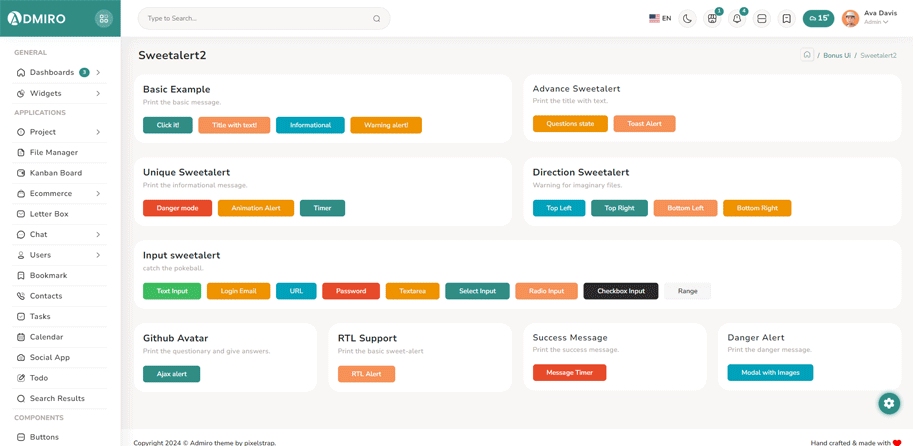 ADMIRO
Type to Search...
EN
1
4
15°
Ava Davis
Admin
GENERAL
Dashboards 3
Widgets
APPLICATIONS
Project
File Manager
Kanban Board
Ecommerce
Letter Box
Chat
Users
Bookmark
Contacts
Tasks
Calendar
Social App
Todo
Search Results
COMPONENTS
Buttons
Sweetalert2
/ Bonus Ui / Sweetalert2
Basic Example
Print the basic message.
Click it! Title with text! Informational Warning alert!
Advance Sweetalert
Print the title with text.
Questions state Toast Alert
Unique Sweetalert
Print the informational message.
Danger mode Animation Alert Timer
Direction Sweetalert
Warning for imaginary files.
Top Left Top Right Bottom Left Bottom Right
Input sweetalert
catch the pokeball.
Text Input Login Email URL Password Textarea Select Input Radio Input Checkbox Input Range
Github Avatar
Print the questionary and give answers.
Ajax alert
RTL Support
Print the basic sweet-alert
RTL Alert
Success Message
Print the success message.
Message Timer
Danger Alert
Print the danger message.
Modal with Images
Copyright 2024 © Admiro theme by pixelstrap.
Hand crafted & made with